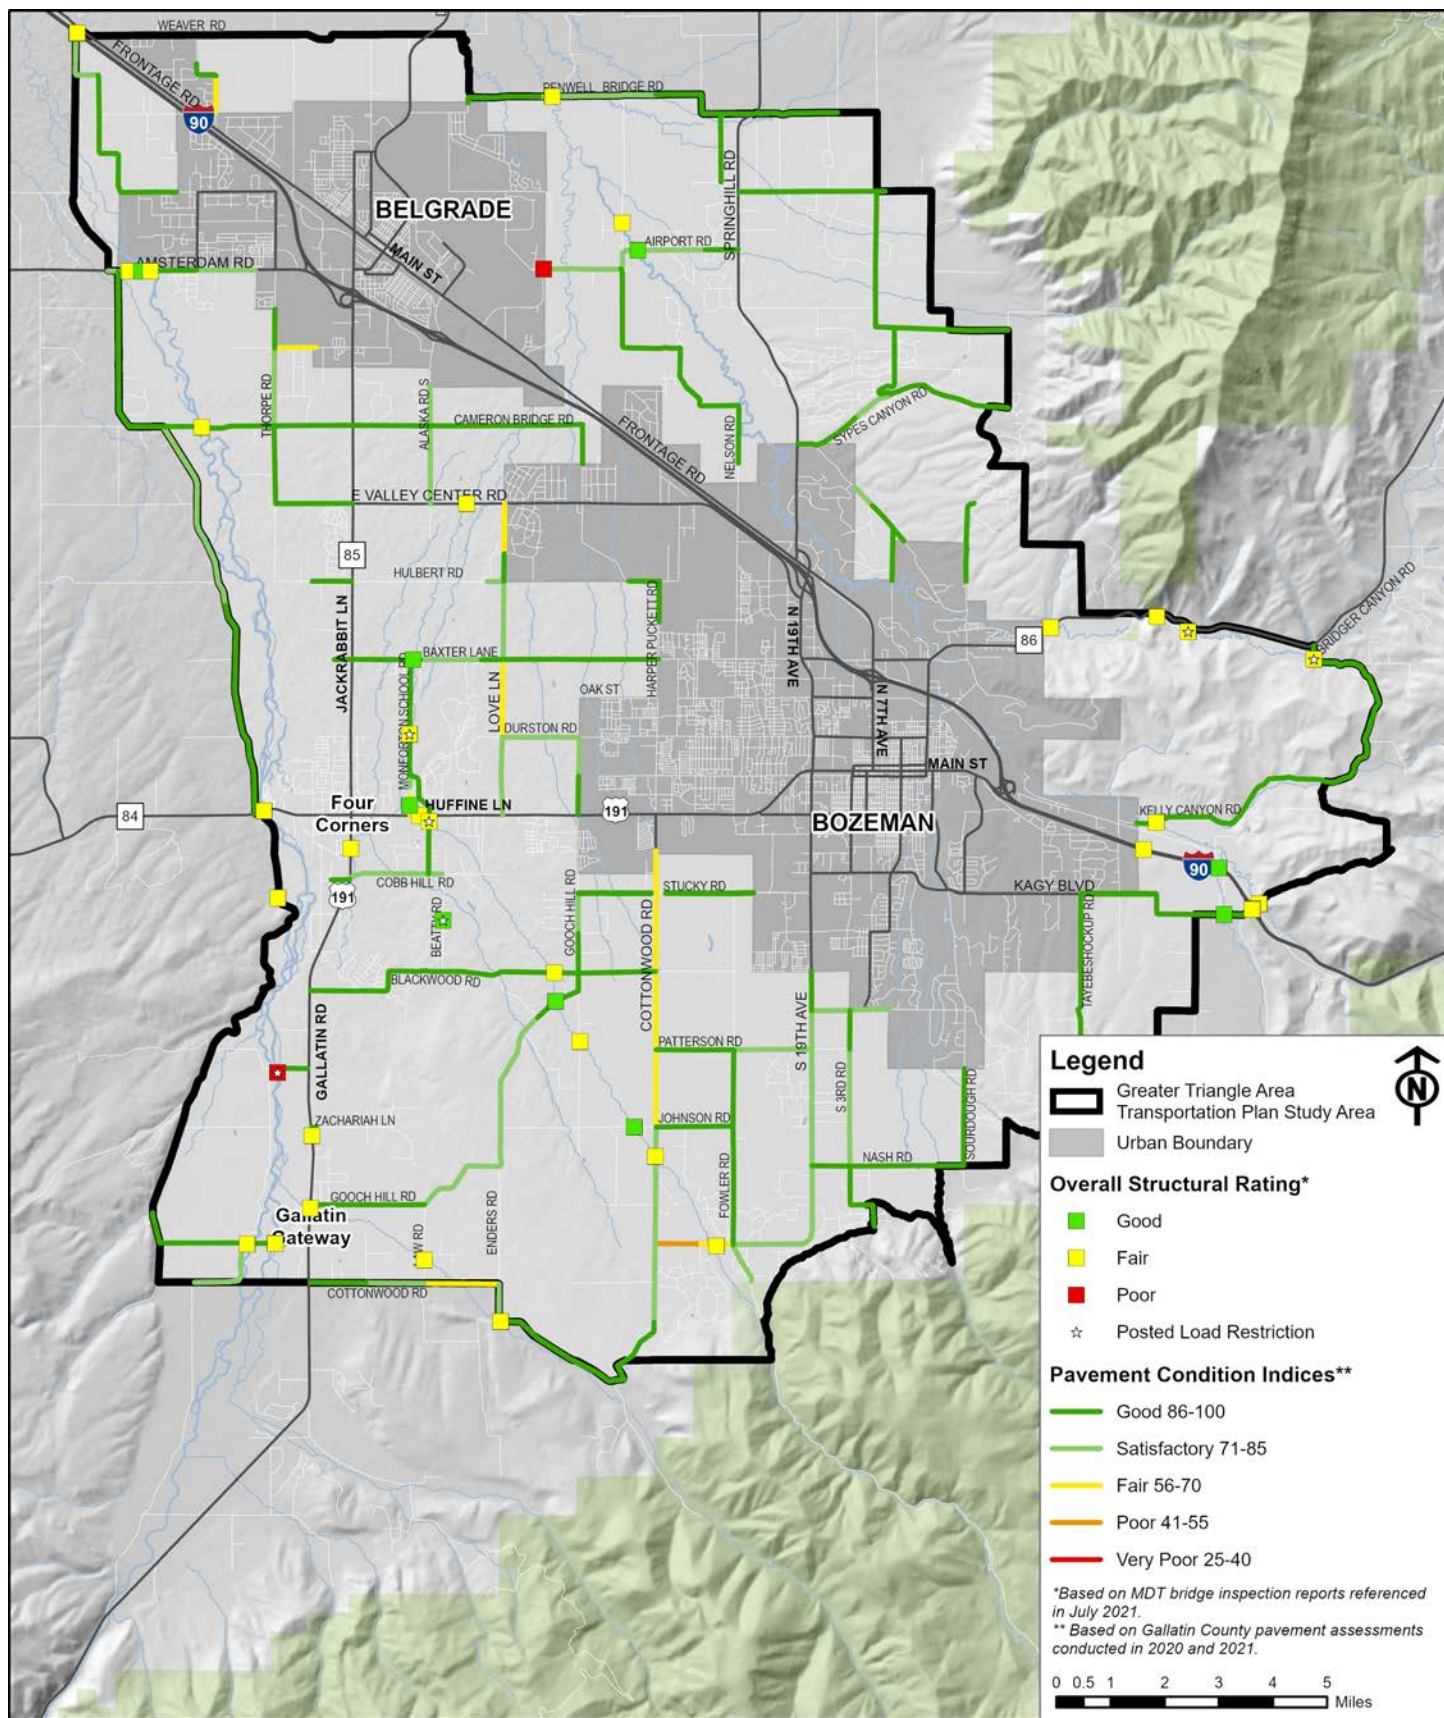 WEAVER RD
FRONTAGE RD
90
PENWELL BRIDGE RD
SPRINGHILL RD
BELGRADE
MAIN ST
AIRPORT RD
AMSTERDAM RD
THORPE RD
ALASKA RD S
CAMERON BRIDGE RD
FRONTAGE RD
NELSON RD
SYPES CANYON RD
E VALLEY CENTER RD
85
HULBERT RD
HARPER PUCKETT RD
JACKRABBIT LN
BAXTER LANE
MONFORTON SCHOOL RD
LOVE LN
OAK ST
DURSTON RD
N 19TH AVE
N 7TH AVE
86
BRIDGER CANYON RD
MAIN ST
KELLY CANYON RD
84
Four
Corners
HUFFINE LN
191
BOZEMAN
90
COBB HILL RD
191
BEATTY RD
GOOCH HILL RD
STUCKY RD
KAGY BLVD
COTTONWOOD RD
BLACKWOOD RD
TAYEBESHOCKUP RD
GALLATIN RD
S 19TH AVE
PATTERSON RD
S 3RD RD
SOURDOUGH RD
ZACHARIAH LN
JOHNSON RD
NASH RD
FOWLER RD
GOOCH HILL RD
ENDERS RD
Gallatin
Gateway
COTTONWOOD RD
Legend
N
Greater Triangle Area
Transportation Plan Study Area
Urban Boundary
Overall Structural Rating*
Good
Fair
Poor
Posted Load Restriction
Pavement Condition Indices**
Good 86-100
Satisfactory 71-85
Fair 56-70
Poor 41-55
Very Poor 25-40
*Based on MDT bridge inspection reports referenced
in July 2021.
** Based on Gallatin County pavement assessments
conducted in 2020 and 2021.
0 0.5 1 2 3 4 5
Miles